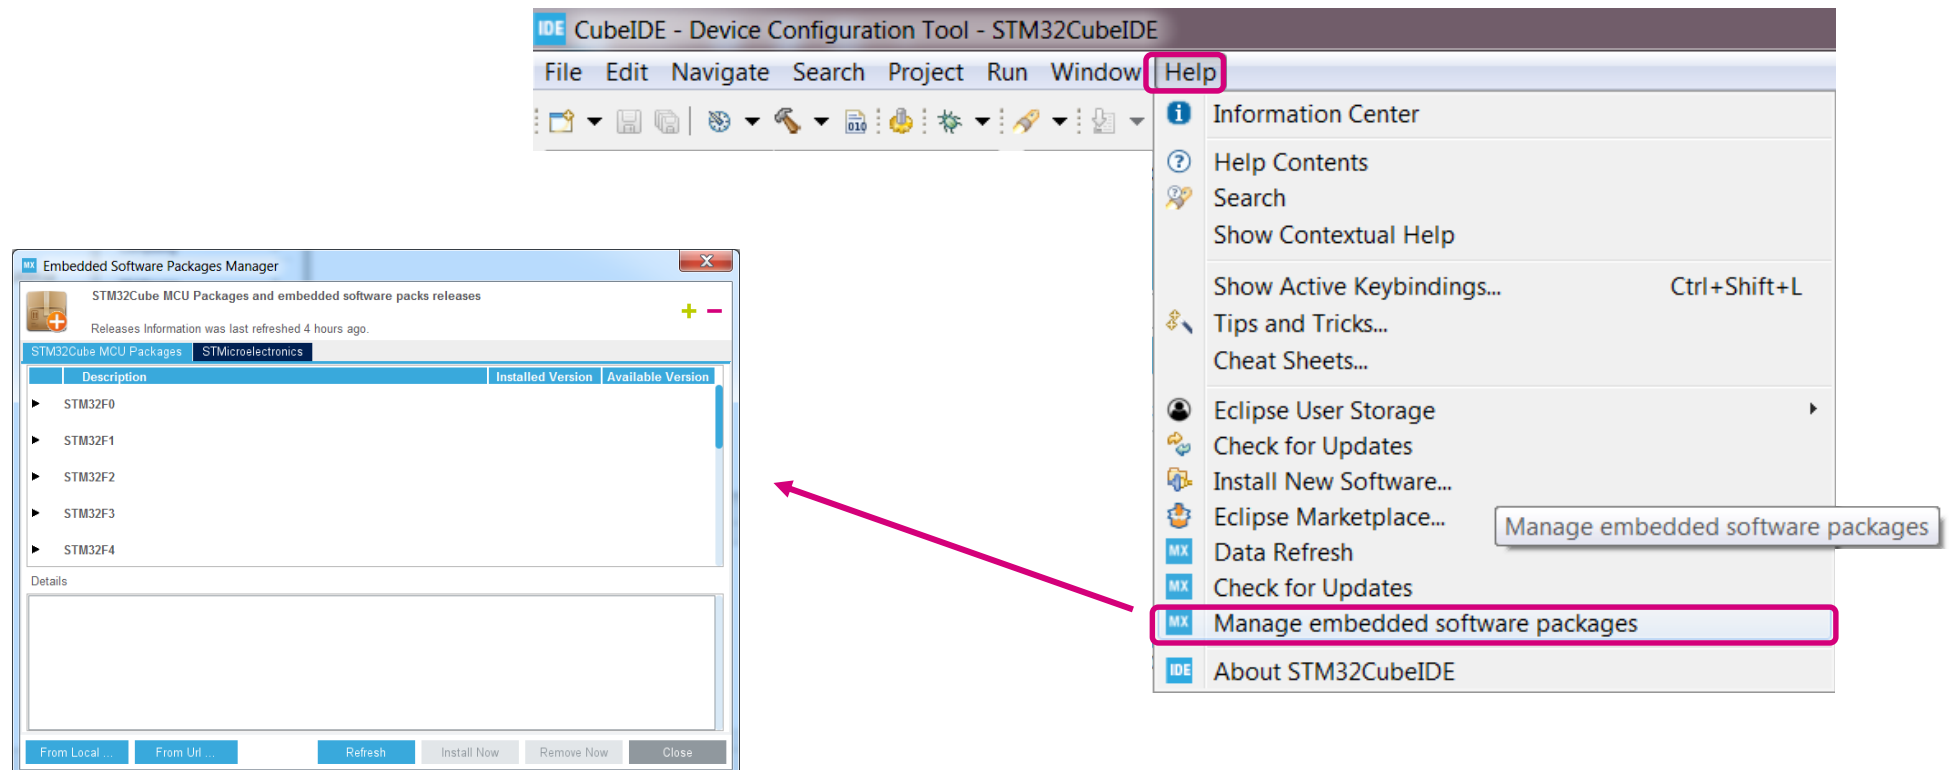 IDE CubeIDE - Device Configuration Tool - STM32CubeIDE
File Edit Navigate Search Project Run Window Help
010
Information Center
Help Contents
Search
Show Contextual Help
Show Active Keybindings... Ctrl+Shift+L
Tips and Tricks...
Cheat Sheets...
Eclipse User Storage
Check for Updates
Install New Software...
Eclipse Marketplace...
Manage embedded software packages
MX Data Refresh
MX Check for Updates
MX Manage embedded software packages
IDE About STM32CubeIDE
MX Embedded Software Packages Manager
X
STM32Cube MCU Packages and embedded software packs releases
Releases Information was last refreshed 4 hours ago.
STM32Cube MCU Packages STMicroelectronics
Description Installed Version Available Version
STM32F0
STM32F1
STM32F2
STM32F3
STM32F4
Details
From Local ... From Url ... Refresh Install Now Remove Now Close